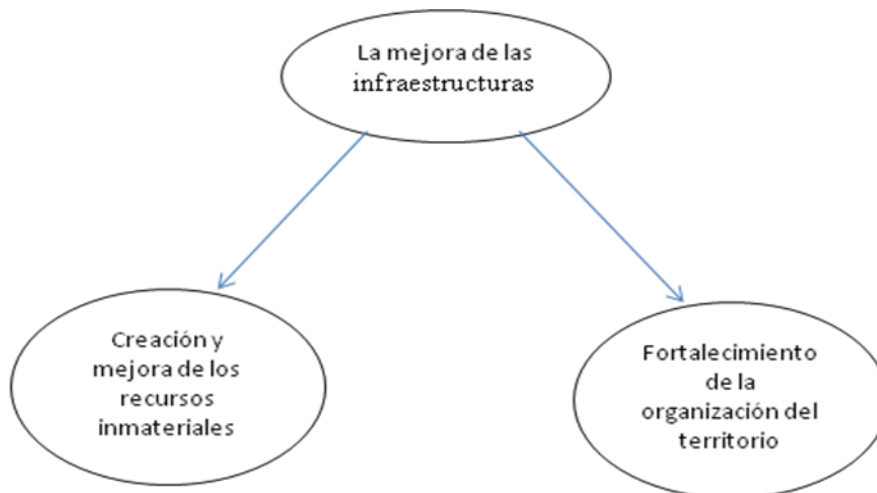 La mejora de las
infraestructuras
Creación y
mejora de los
recursos
inmateriales
Fortalecimiento
de la
organización del
territorio